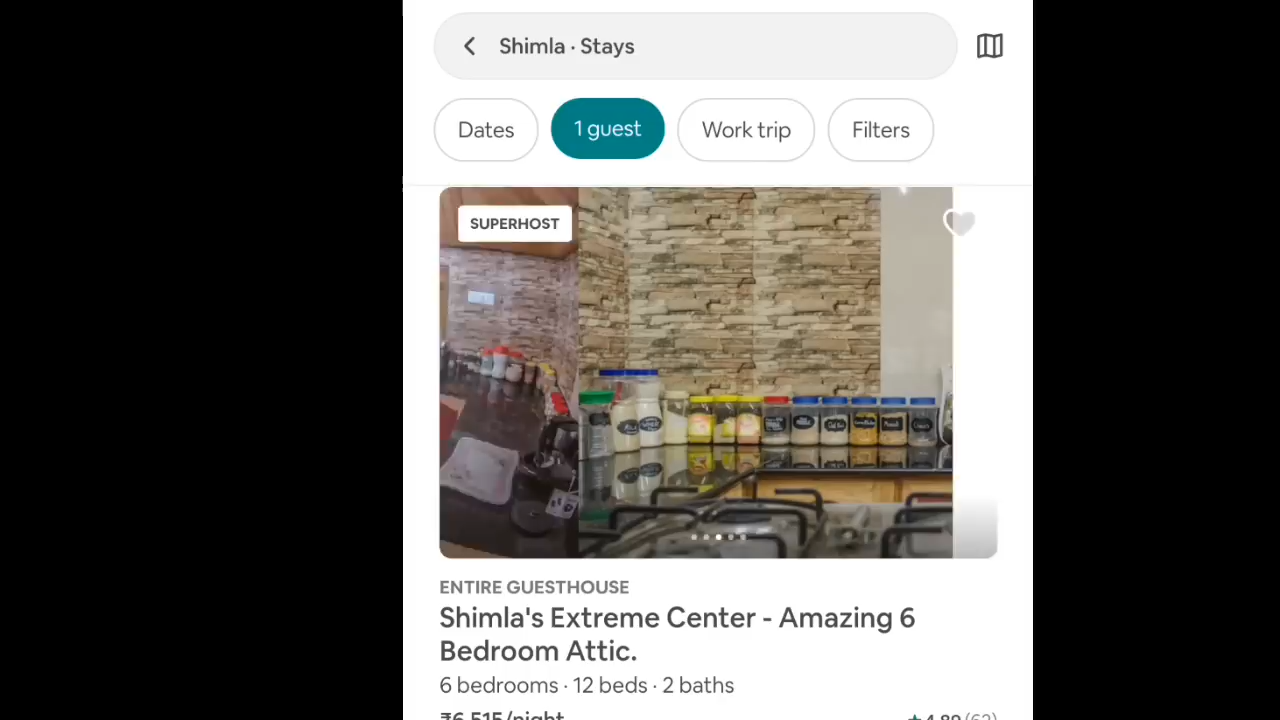 Shimla · Stays
Dates
1 guest
Work trip
Filters
SUPERHOST
ENTIRE GUESTHOUSE
Shimla's Extreme Center - Amazing 6
Bedroom Attic.
6 bedrooms · 12 beds · 2 baths
₹6,515/night
4.89 (62)